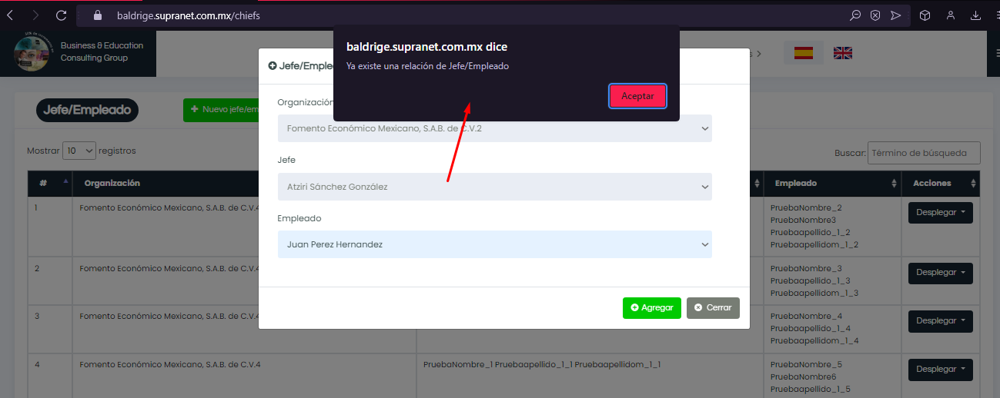 baldrige.supranet.com.mx/chiefs
Business & Education
Consulting Group
baldrige.supranet.com.mx dice
Ya existe una relación de Jefe/Empleado
Aceptar
Jefe/Empleado
Nuevo jefe/em
Jefe/Emple
Organización
Fomento Económico Mexicano, S.A.B. de C.V.2
Jefe
Atziri Sánchez González
Empleado
Juan Perez Hernandez
Agregar
Cerrar
Mostrar 10 registros
Buscar: Término de búsqueda
# Organización Empleado Acciones
1 Fomento Económico Mexicano, S.A.B. de C.V.4 PruebaNombre_2 Desplegar
PruebaNombre3
Pruebaapellido_1_2
Pruebaapellidom_1_2
2 Fomento Económico Mexicano, S.A.B. de C.V.4 PruebaNombre_3 Desplegar
Pruebaapellido_1_3
Pruebaapellidom_1_3
3 Fomento Económico Mexicano, S.A.B. de C.V.4 PruebaNombre_4 Desplegar
Pruebaapellido_1_4
Pruebaapellidom_1_4
4 Fomento Económico Mexicano, S.A.B. de C.V.4 PruebaNombre_1 Pruebaapellido_1_1 Pruebaapellidom_1_1 PruebaNombre_5 Desplegar
PruebaNombre6
Pruebaapellido_1_5